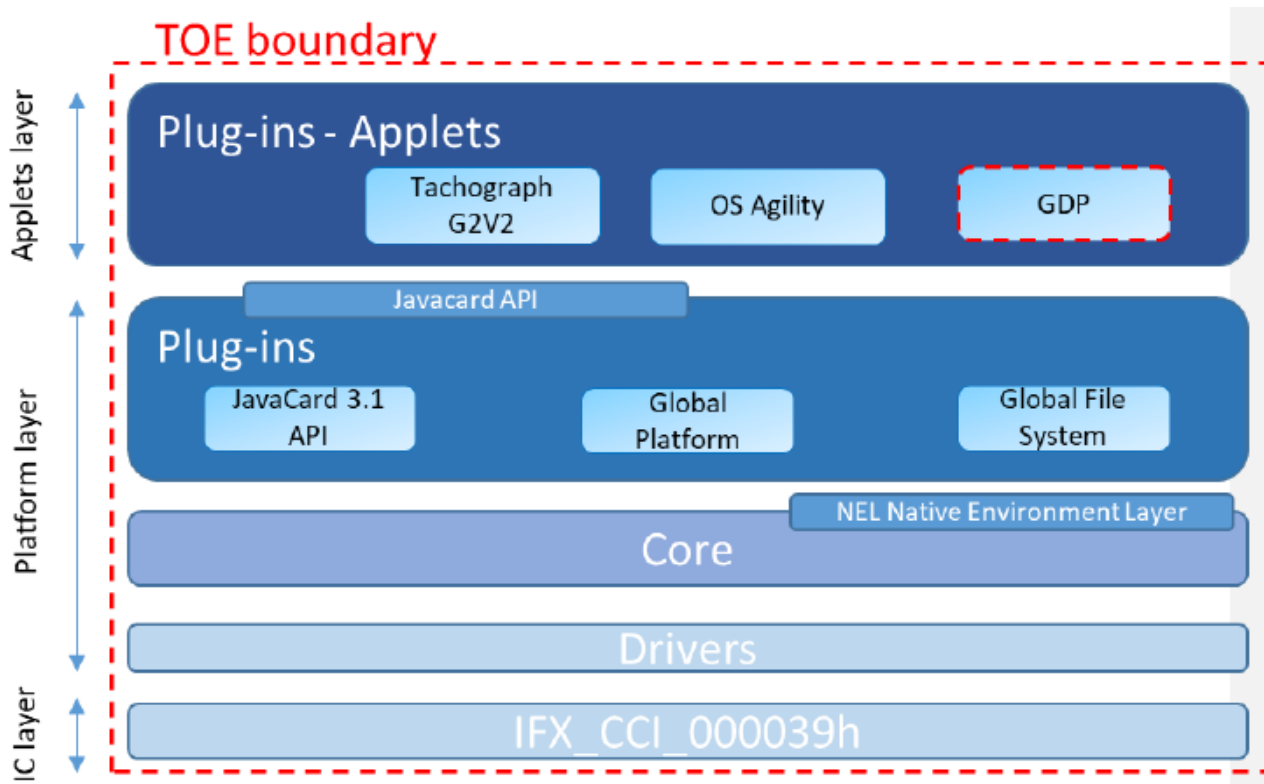 TOE boundary
Applets layer
Plug-ins - Applets
Tachograph
G2V2
OS Agility
GDP
Javacard API
Platform layer
Plug-ins
JavaCard 3.1
API
Global
Platform
Global File
System
NEL Native Environment Layer
Core
Drivers
IC layer
IFX_CCI_000039h